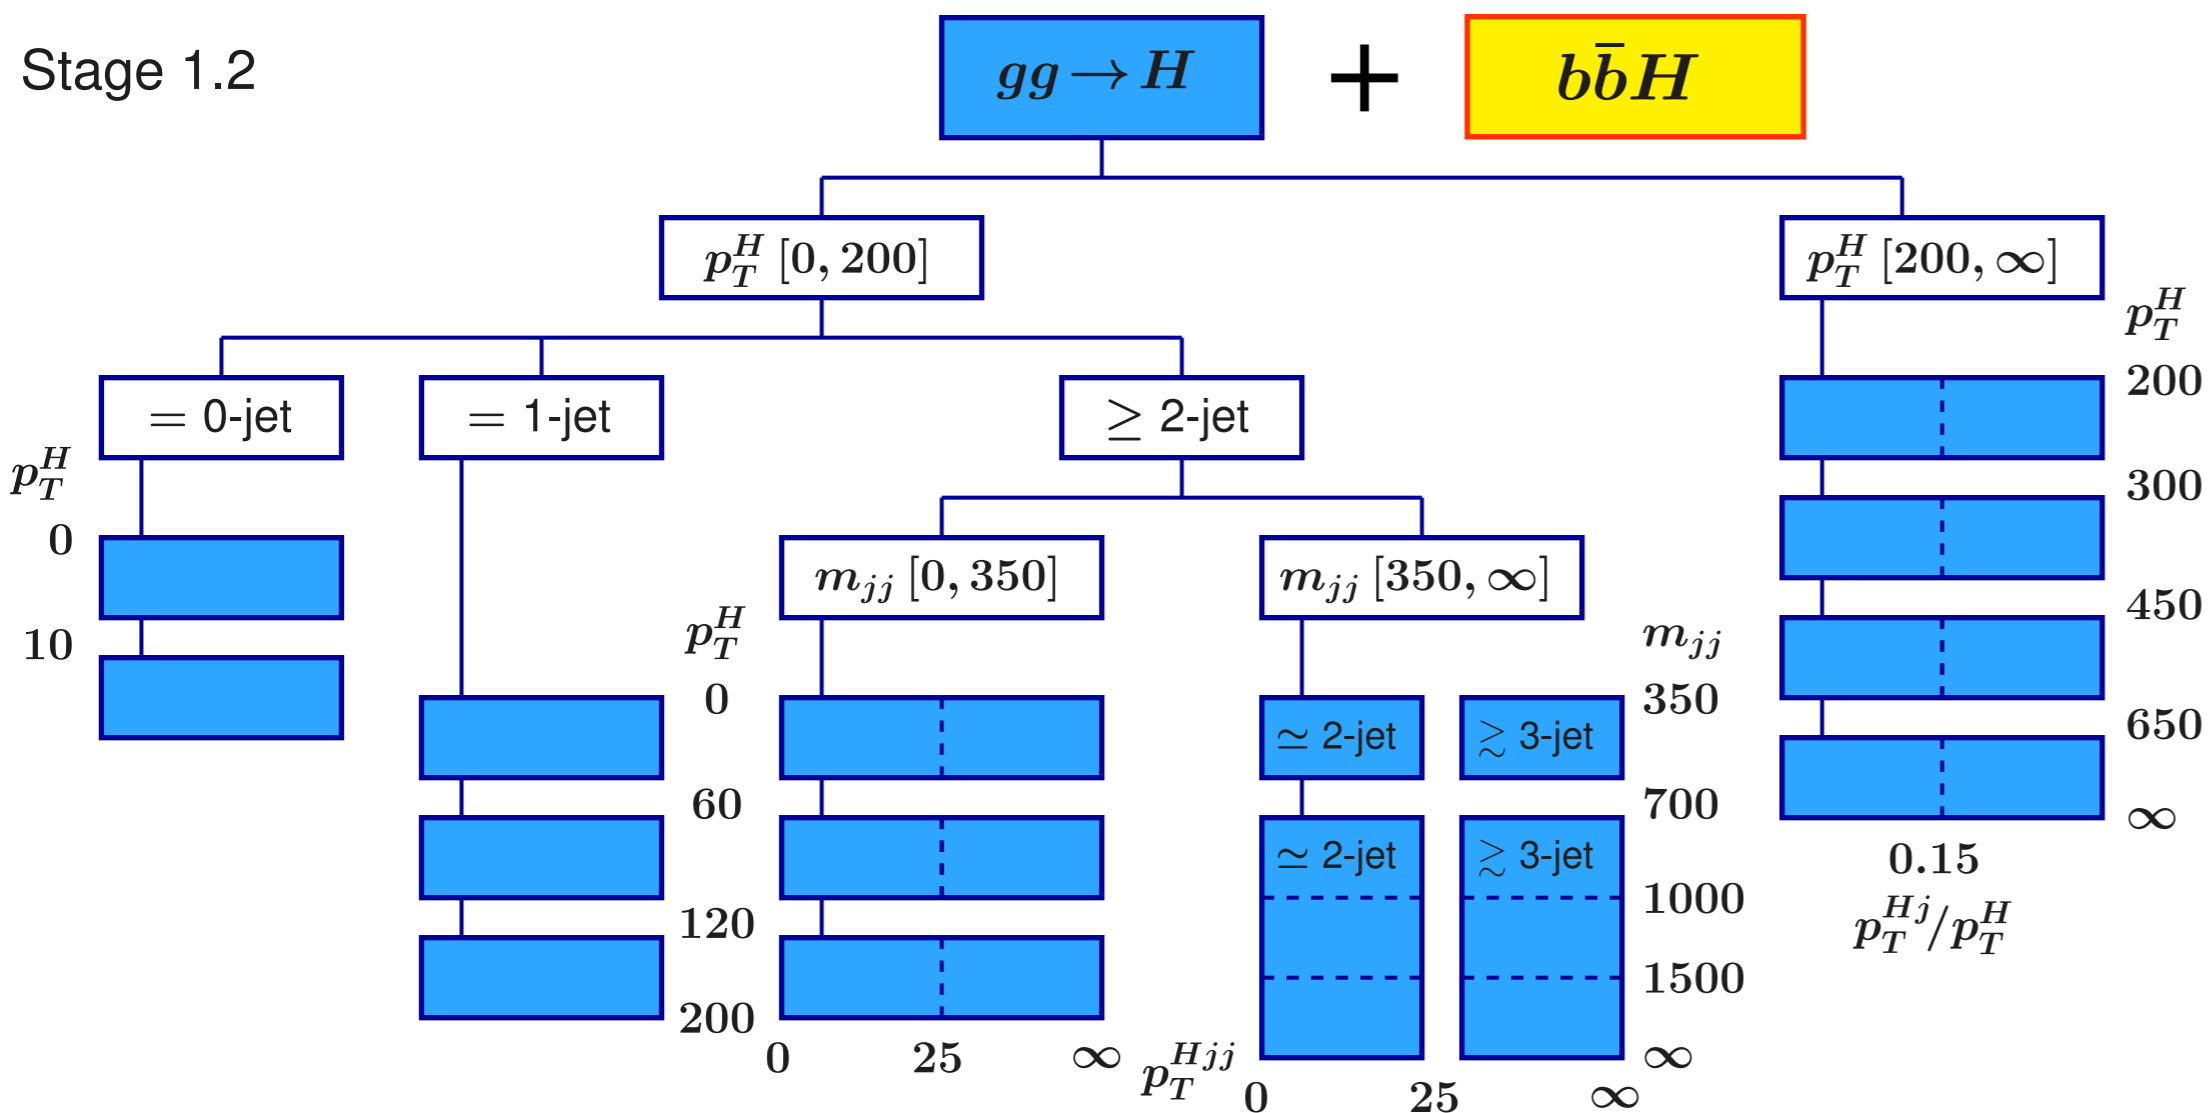 Stage 1.2
gg → H + bb̄H
p_T^H [0, 200]
p_T^H [200, ∞]
= 0-jet
= 1-jet
≥ 2-jet
p_T^H
0
10
m_jj [0, 350]
m_jj [350, ∞]
p_T^H
0
60
120
200
0 25 ∞
p_T^Hjj
≃ 2-jet
≳ 3-jet
≃ 2-jet
≳ 3-jet
0 25 ∞
m_jj
350
700
1000
1500
∞
p_T^H
200
300
450
650
∞
0.15
p_T^Hj/p_T^H